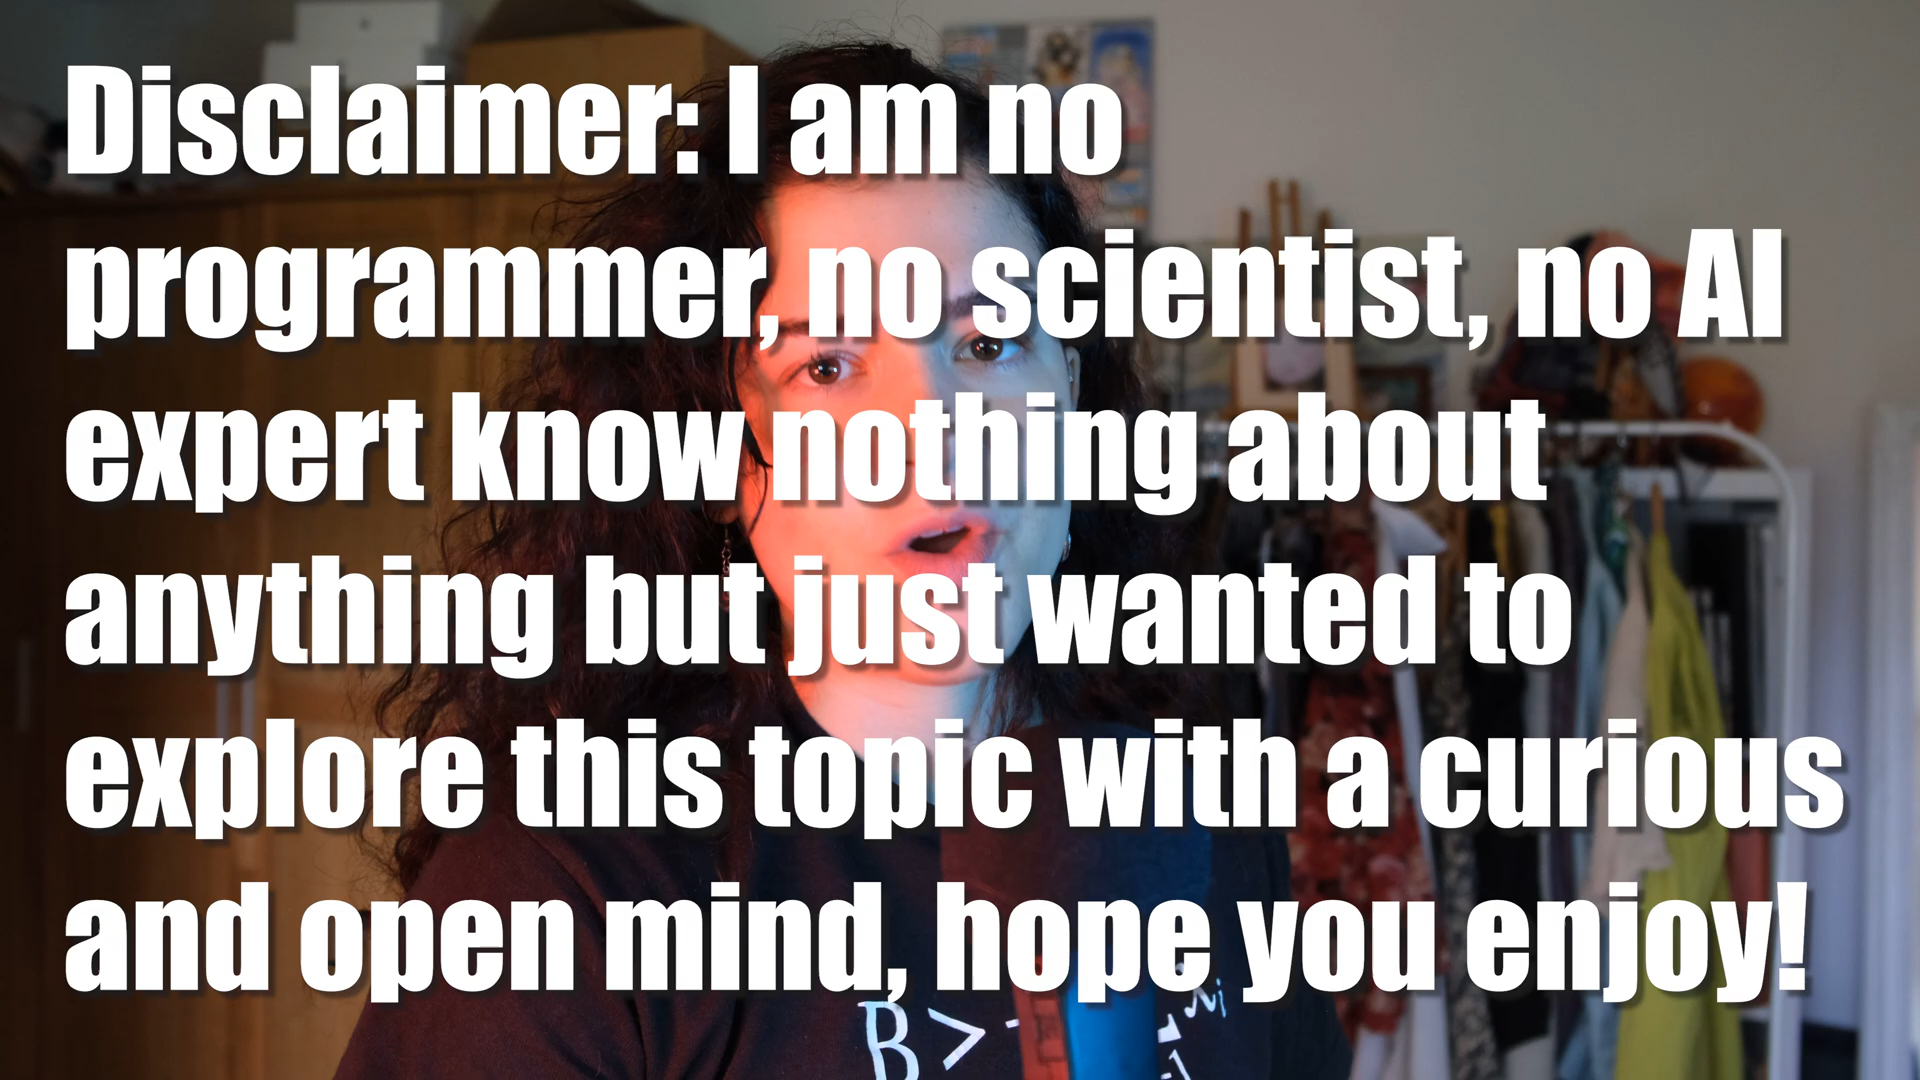 Disclaimer: I am no
programmer, no scientist, no AI
expert know nothing about
anything but just wanted to
explore this topic with a curious
and open mind, hope you enjoy!
B >